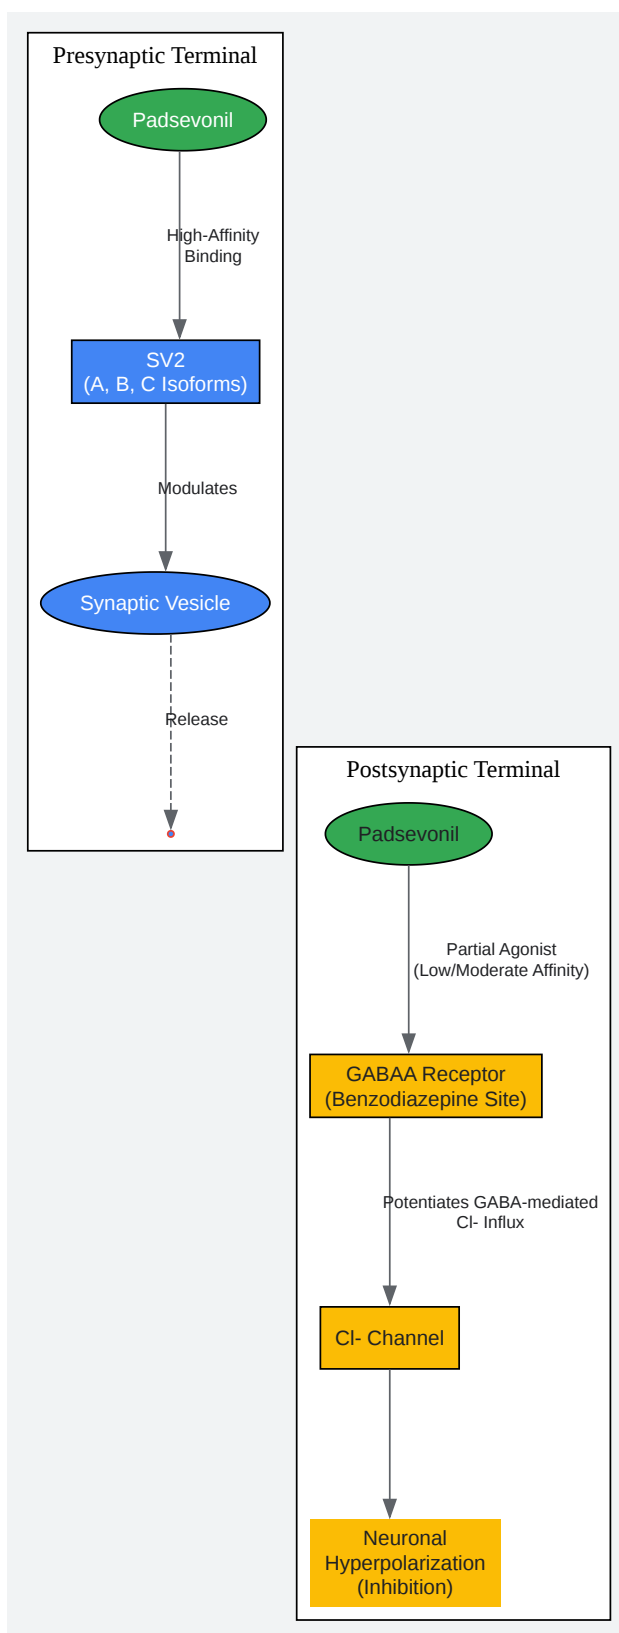 Presynaptic Terminal
Padsevonil
High-Affinity
Binding
SV2
(A, B, C Isoforms)
Modulates
Synaptic Vesicle
Release
Postsynaptic Terminal
Padsevonil
Partial Agonist
(Low/Moderate Affinity)
GABAA Receptor
(Benzodiazepine Site)
Potentiates GABA-mediated
Cl- Influx
Cl- Channel
Neuronal
Hyperpolarization
(Inhibition)